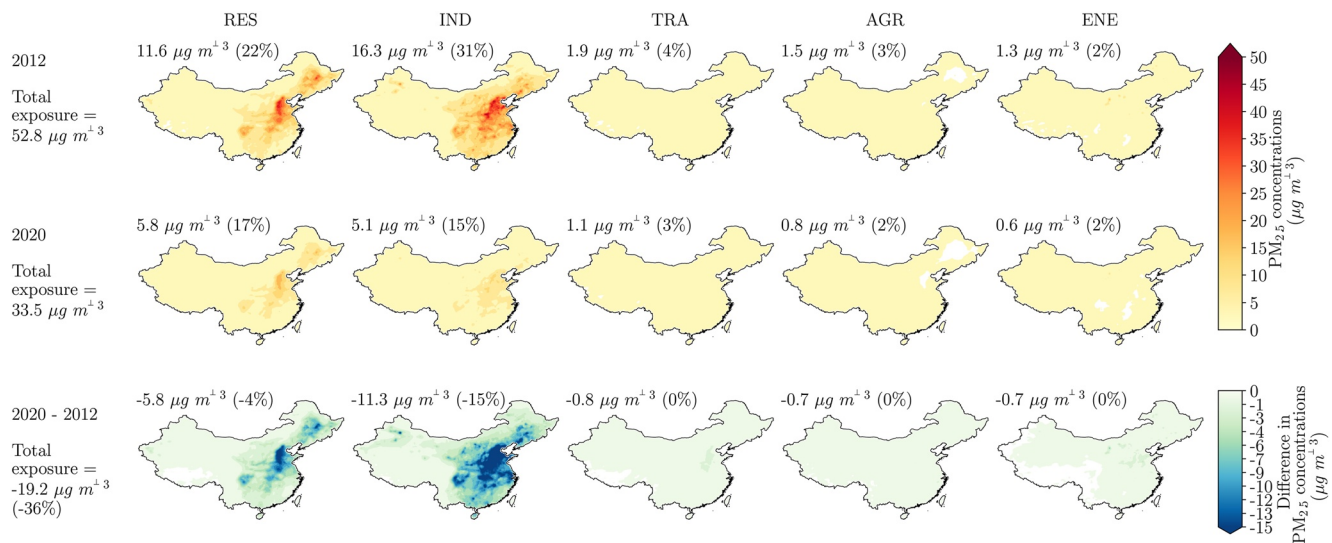 RES IND TRA AGR ENE
11.6 μg m⊥3 (22%) 16.3 μg m⊥3 (31%) 1.9 μg m⊥3 (4%) 1.5 μg m⊥3 (3%) 1.3 μg m⊥3 (2%)
2012
Total
exposure =
52.8 μg m⊥3
50
45
40
35
30
25
20
15
10
5
0
PM2.5 concentrations
(μg m⊥3)
5.8 μg m⊥3 (17%) 5.1 μg m⊥3 (15%) 1.1 μg m⊥3 (3%) 0.8 μg m⊥3 (2%) 0.6 μg m⊥3 (2%)
2020
Total
exposure =
33.5 μg m⊥3
-5.8 μg m⊥3 (-4%) -11.3 μg m⊥3 (-15%) -0.8 μg m⊥3 (0%) -0.7 μg m⊥3 (0%) -0.7 μg m⊥3 (0%)
2020 - 2012
Total
exposure =
-19.2 μg m⊥3
(-36%)
0
-1
-3
-4
-6
-7
-9
-10
-12
-13
-15
Difference in
PM2.5 concentrations
(μg m⊥3)